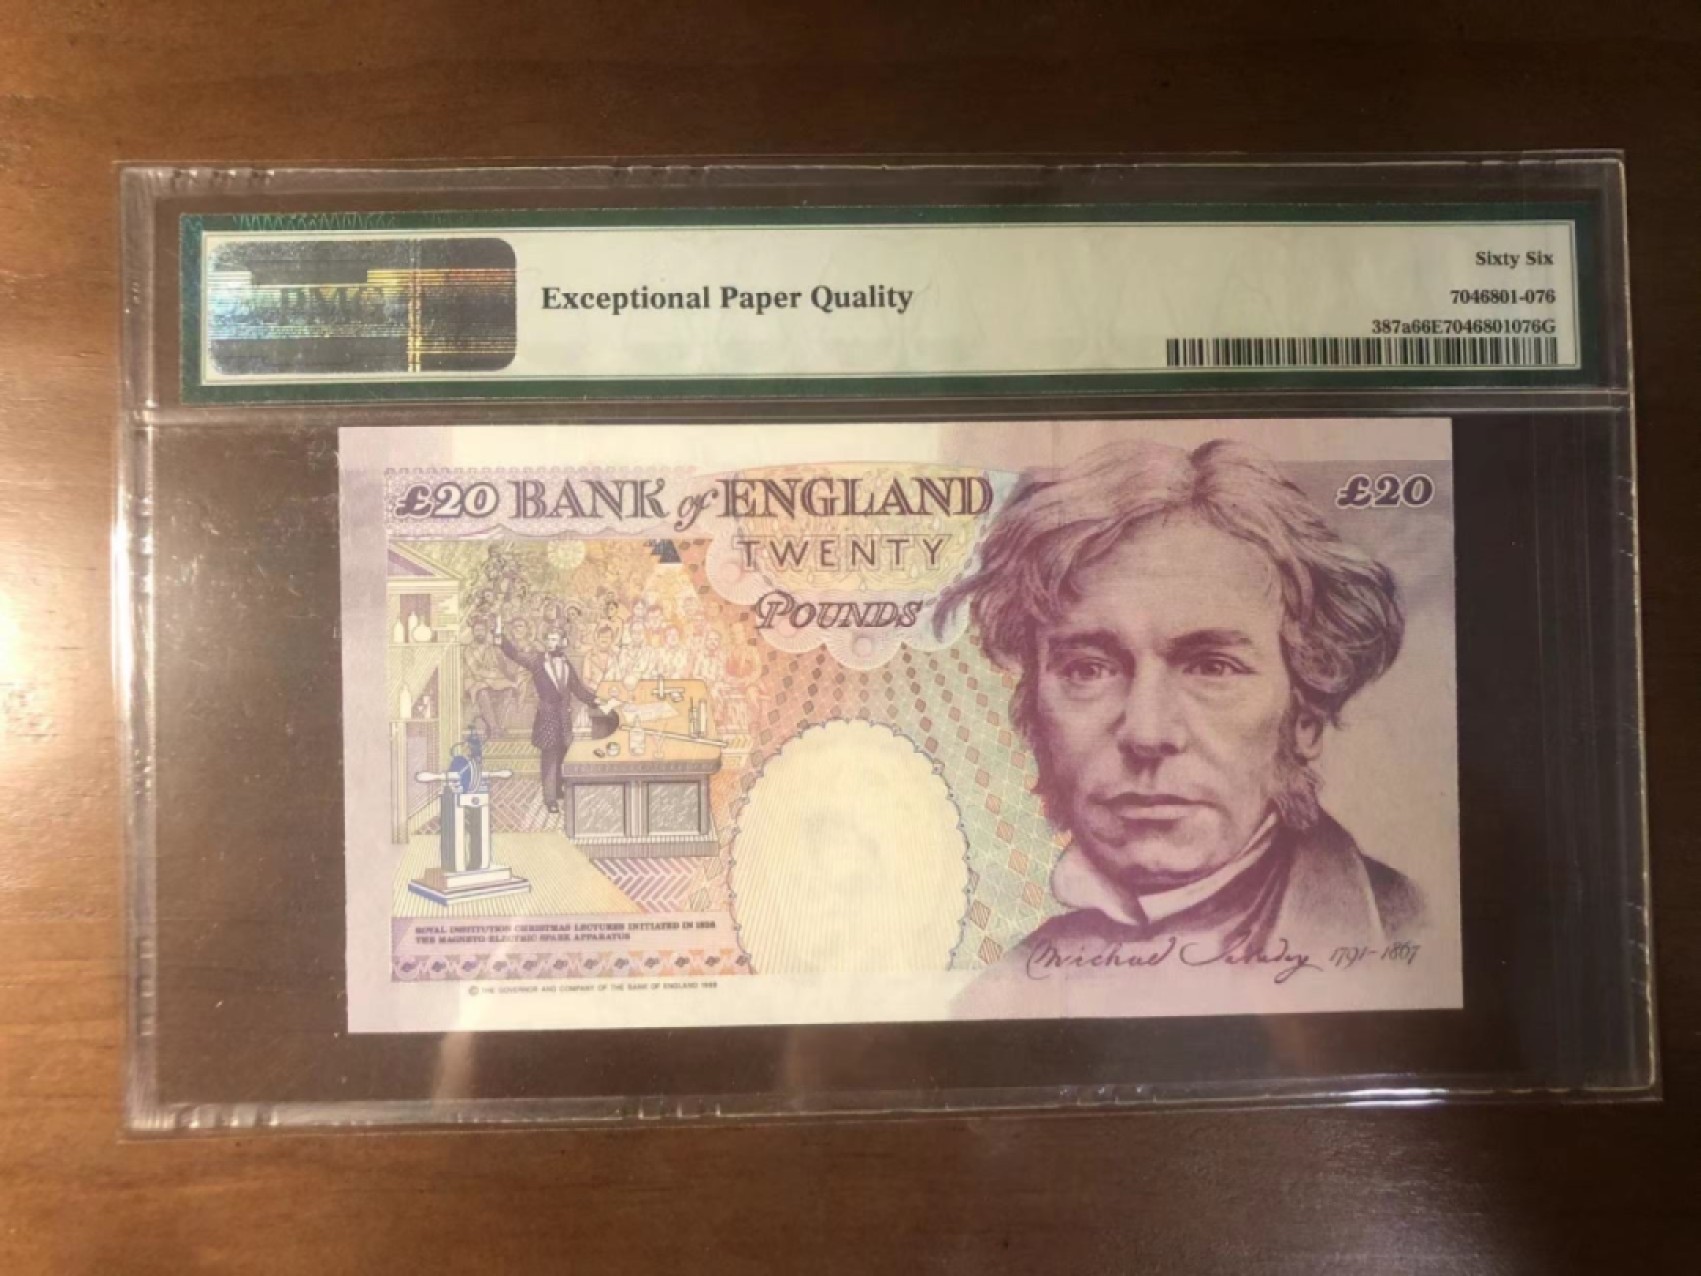 PMG
Exceptional Paper Quality
Sixty Six
7046801-076
387a66E7046801076G
£20 BANK of ENGLAND
£20
TWENTY
POUNDS
ROYAL INSTITUTION CHRISTMAS LECTURES INITIATED IN 1826
THE MAGNETO-ELECTRIC SPARK APPARATUS
Michael Faraday 1791-1867
© THE GOVERNOR AND COMPANY OF THE BANK OF ENGLAND